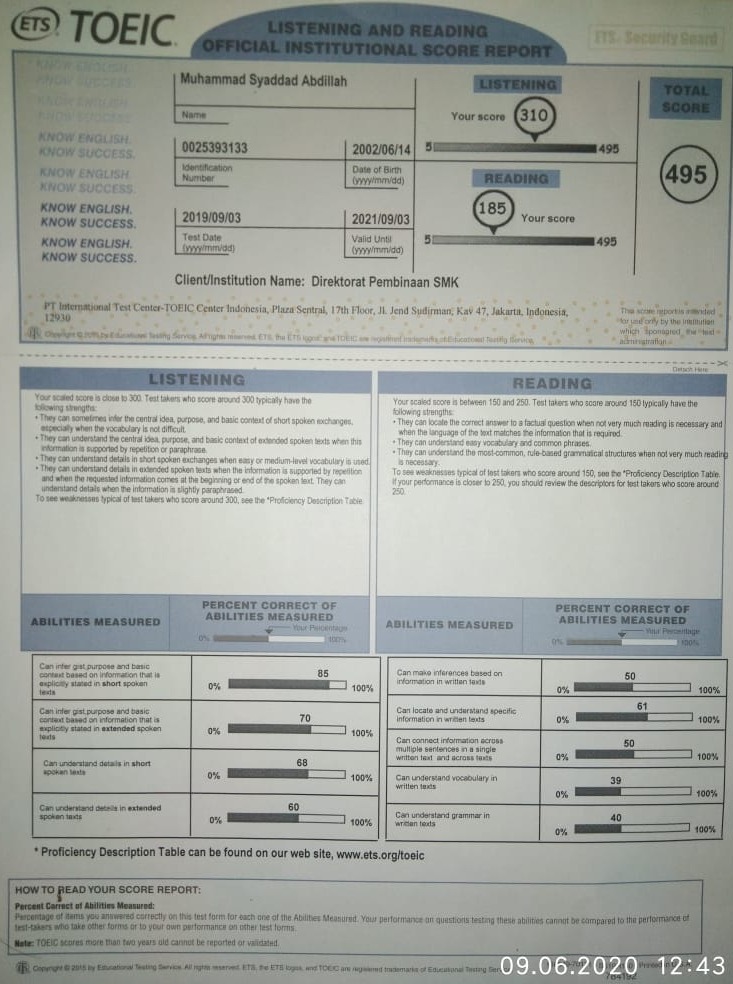 ETS TOEIC
LISTENING AND READING
OFFICIAL INSTITUTIONAL SCORE REPORT
ETS Security Guard
KNOW ENGLISH.
KNOW SUCCESS.
KNOW ENGLISH.
KNOW SUCCESS.
KNOW ENGLISH.
KNOW SUCCESS.
KNOW ENGLISH.
KNOW SUCCESS.
KNOW ENGLISH.
KNOW SUCCESS.
KNOW ENGLISH.
KNOW SUCCESS.
Muhammad Syaddad Abdillah
Name
0025393133
Identification
Number
2002/06/14
Date of Birth
(yyyy/mm/dd)
2019/09/03
Test Date
(yyyy/mm/dd)
2021/09/03
Valid Until
(yyyy/mm/dd)
LISTENING
Your score 310
5 495
READING
185 Your score
5 495
TOTAL
SCORE
495
Client/Institution Name: Direktorat Pembinaan SMK
PT International Test Center-TOEIC Center Indonesia, Plaza Sentral, 17th Floor, Jl. Jend Sudirman, Kav 47, Jakarta, Indonesia,
12930
This score report is intended
for use only by the institution
which sponsored the test
administration
Copyright © 2015 by Educational Testing Service. All rights reserved. ETS, the ETS logos, and TOEIC are registered trademarks of Educational Testing Service.
Detach Here
LISTENING
Your scaled score is close to 300. Test takers who score around 300 typically have the
following strengths:
• They can sometimes infer the central idea, purpose, and basic context of short spoken exchanges,
especially when the vocabulary is not difficult.
• They can understand the central idea, purpose, and basic context of extended spoken texts when this
information is supported by repetition or paraphrase.
• They can understand details in short spoken exchanges when easy or medium-level vocabulary is used.
• They can understand details in extended spoken texts when the information is supported by repetition
and when the requested information comes at the beginning or end of the spoken text. They can
understand details when the information is slightly paraphrased.
To see weaknesses typical of test takers who score around 300, see the *Proficiency Description Table.
READING
Your scaled score is between 150 and 250. Test takers who score around 150 typically have the
following strengths:
• They can locate the correct answer to a factual question when not very much reading is necessary and
when the language of the text matches the information that is required.
• They can understand easy vocabulary and common phrases.
• They can understand the most-common, rule-based grammatical structures when not very much reading
is necessary.
To see weaknesses typical of test takers who score around 150, see the *Proficiency Description Table.
If your performance is closer to 250, you should review the descriptors for test takers who score around
250.
ABILITIES MEASURED
PERCENT CORRECT OF
ABILITIES MEASURED
Your Percentage
0% 100%
Can infer gist,purpose and basic
context based on information that is
explicitly stated in short spoken
texts
85
0% 100%
Can infer gist,purpose and basic
context based on information that is
explicitly stated in extended spoken
texts
70
0% 100%
Can understand details in short
spoken texts
68
0% 100%
Can understand details in extended
spoken texts
60
0% 100%
ABILITIES MEASURED
PERCENT CORRECT OF
ABILITIES MEASURED
Your Percentage
0% 100%
Can make inferences based on
information in written texts
50
0% 100%
Can locate and understand specific
information in written texts
61
0% 100%
Can connect information across
multiple sentences in a single
written text and across texts
50
0% 100%
Can understand vocabulary in
written texts
39
0% 100%
Can understand grammar in
written texts
40
0% 100%
* Proficiency Description Table can be found on our web site, www.ets.org/toeic
HOW TO READ YOUR SCORE REPORT:
Percent Correct of Abilities Measured:
Percentage of items you answered correctly on this test form for each one of the Abilities Measured. Your performance on questions testing these abilities cannot be compared to the performance of
test-takers who take other forms or to your own performance on other test forms.
Note: TOEIC scores more than two years old cannot be reported or validated.
Copyright © 2015 by Educational Testing Service. All rights reserved. ETS, the ETS logos, and TOEIC are registered trademarks of Educational Testing
09.06.2020 12:43